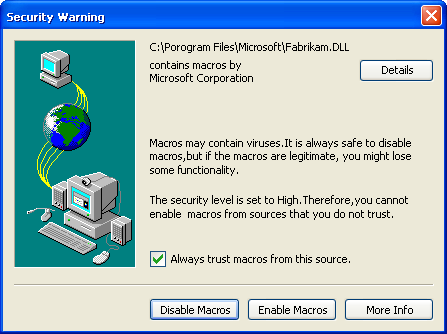 Security Warning
C:\Porogram Files\Microsoft\Fabrikam.DLL
contains macros by
Microsoft Corporation
Details
Macros may contain viruses.It is always safe to disable
macros,but if the macros are legitimate, you might lose
some functionality.
The security level is set to High.Therefore,you cannot
enable  macros from sources that you do not trust.
Always trust macros from this source.
Disable Macros
Enable Macros
More Info